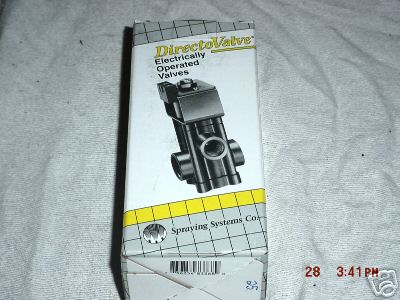 DirectoValve
Electrically
Operated
Valves
Spraying Systems Co.
28 3:41PM